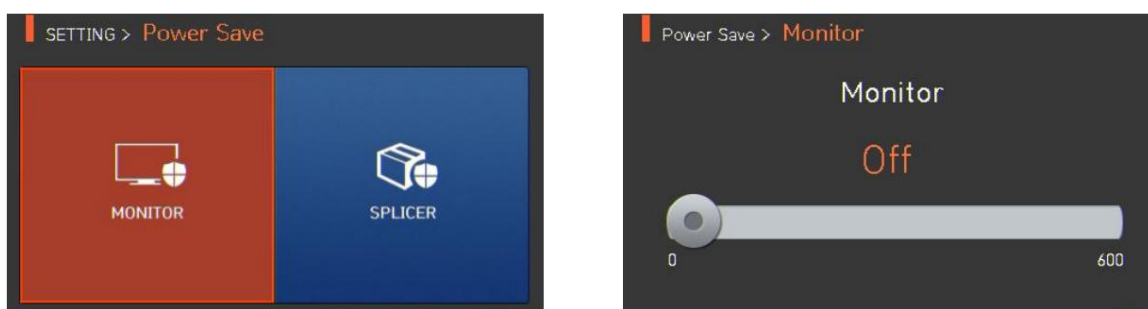 SETTING > Power Save
MONITOR
SPLICER
Power Save > Monitor
Monitor
Off
0
600